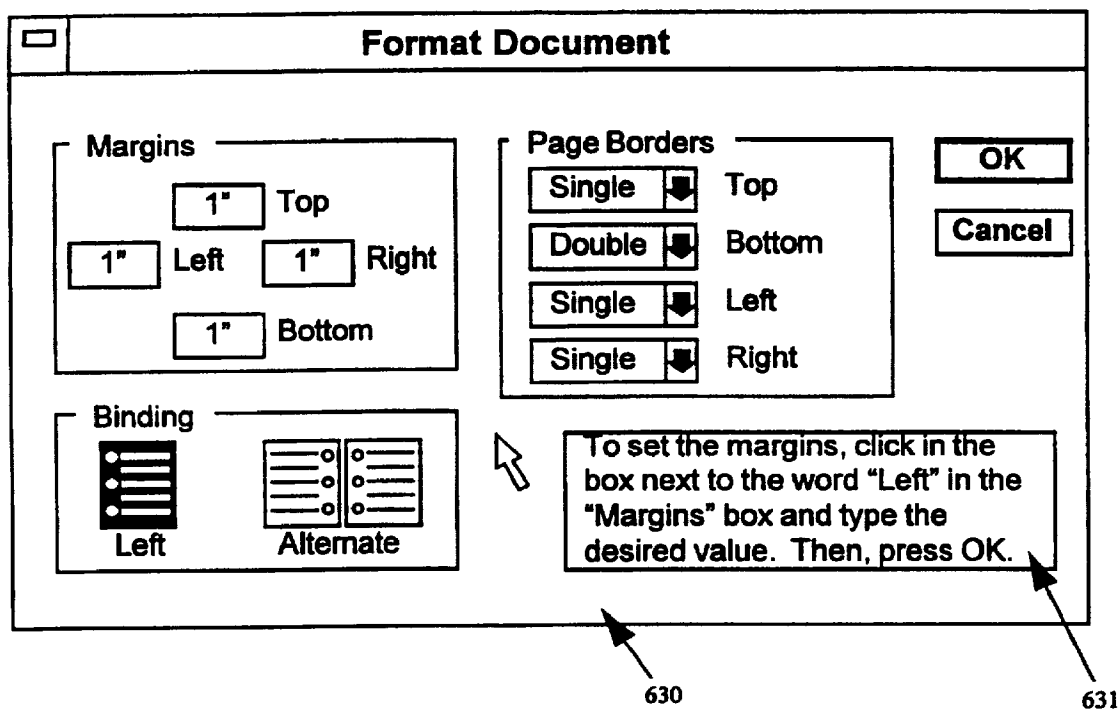 Format Document
Margins
1" Top
1" Left 1" Right
1" Bottom
Page Borders
Single Top
Double Bottom
Single Left
Single Right
OK
Cancel
Binding
Left Alternate
To set the margins, click in the
box next to the word “Left” in the
“Margins” box and type the
desired value. Then, press OK.
630
631